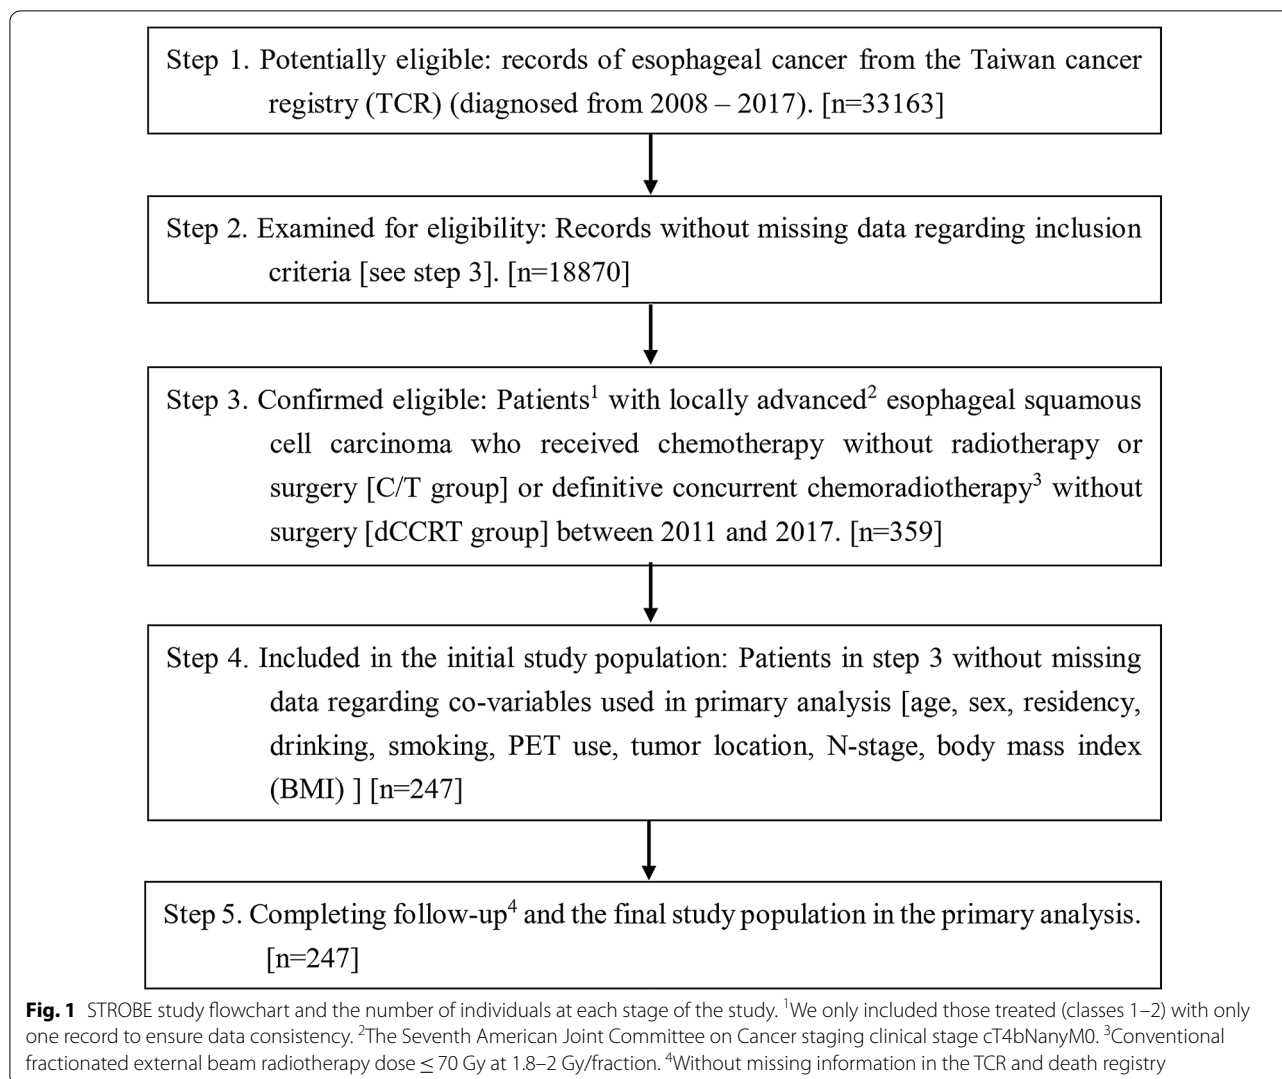 Step 1. Potentially eligible: records of esophageal cancer from the Taiwan cancer
registry (TCR) (diagnosed from 2008 – 2017). [n=33163]
Step 2. Examined for eligibility: Records without missing data regarding inclusion
criteria [see step 3]. [n=18870]
Step 3. Confirmed eligible: Patients¹ with locally advanced² esophageal squamous
cell carcinoma who received chemotherapy without radiotherapy or
surgery [C/T group] or definitive concurrent chemoradiotherapy³ without
surgery [dCCRT group] between 2011 and 2017. [n=359]
Step 4. Included in the initial study population: Patients in step 3 without missing
data regarding co-variables used in primary analysis [age, sex, residency,
drinking, smoking, PET use, tumor location, N-stage, body mass index
(BMI) ] [n=247]
Step 5. Completing follow-up⁴ and the final study population in the primary analysis.
[n=247]
Fig. 1 STROBE study flowchart and the number of individuals at each stage of the study. ¹We only included those treated (classes 1–2) with only
one record to ensure data consistency. ²The Seventh American Joint Committee on Cancer staging clinical stage cT4bNanyM0. ³Conventional
fractionated external beam radiotherapy dose ≤ 70 Gy at 1.8–2 Gy/fraction. ⁴Without missing information in the TCR and death registry